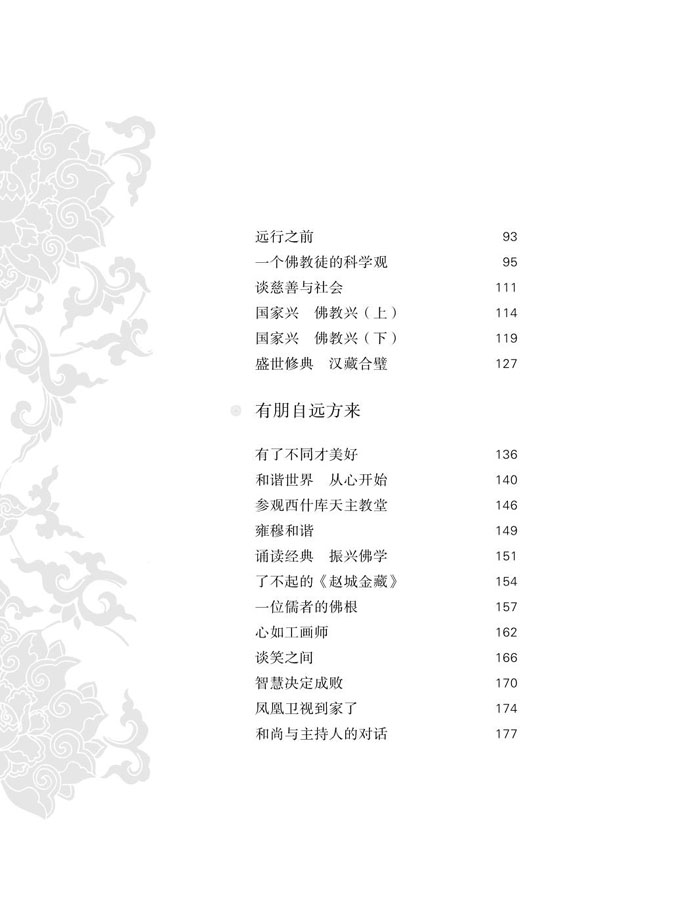 远行之前 93
一个佛教徒的科学观 95
谈慈善与社会 111
国家兴　佛教兴（上） 114
国家兴　佛教兴（下） 119
盛世修典　汉藏合璧 127
有朋自远方来
有了不同才美好 136
和谐世界　从心开始 140
参观西什库天主教堂 146
雍穆和谐 149
诵读经典　振兴佛学 151
了不起的《赵城金藏》 154
一位儒者的佛根 157
心如工画师 162
谈笑之间 166
智慧决定成败 170
凤凰卫视到家了 174
和尚与主持人的对话 177